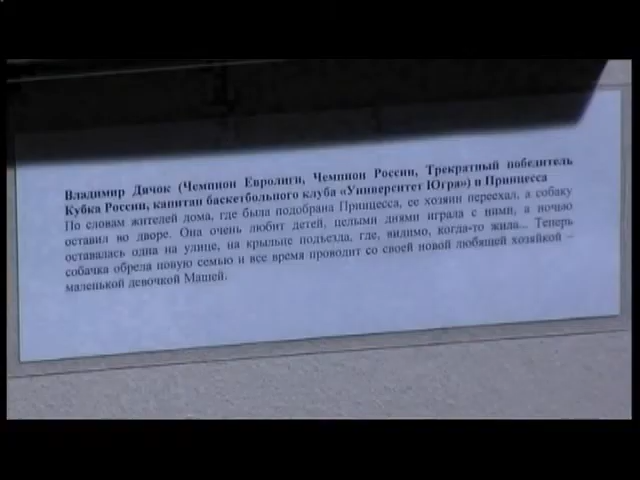 Владимир Дячок (Чемпион Евролиги, Чемпион России, Трекратный победитель
Кубка России, капитан баскетбольного клуба «Университет Югра») и Принцесса
По словам жителей дома, где была подобрана Принцесса, ее хозяин переехал, а собаку
оставил во дворе. Она очень любит детей, целыми днями играла с ними, а ночью
оставалась одна на улице, на крыльце подъезда, где, видимо, когда-то жила... Теперь
собачка обрела новую семью и все время проводит со своей новой любящей хозяйкой –
маленькой девочкой Машей.